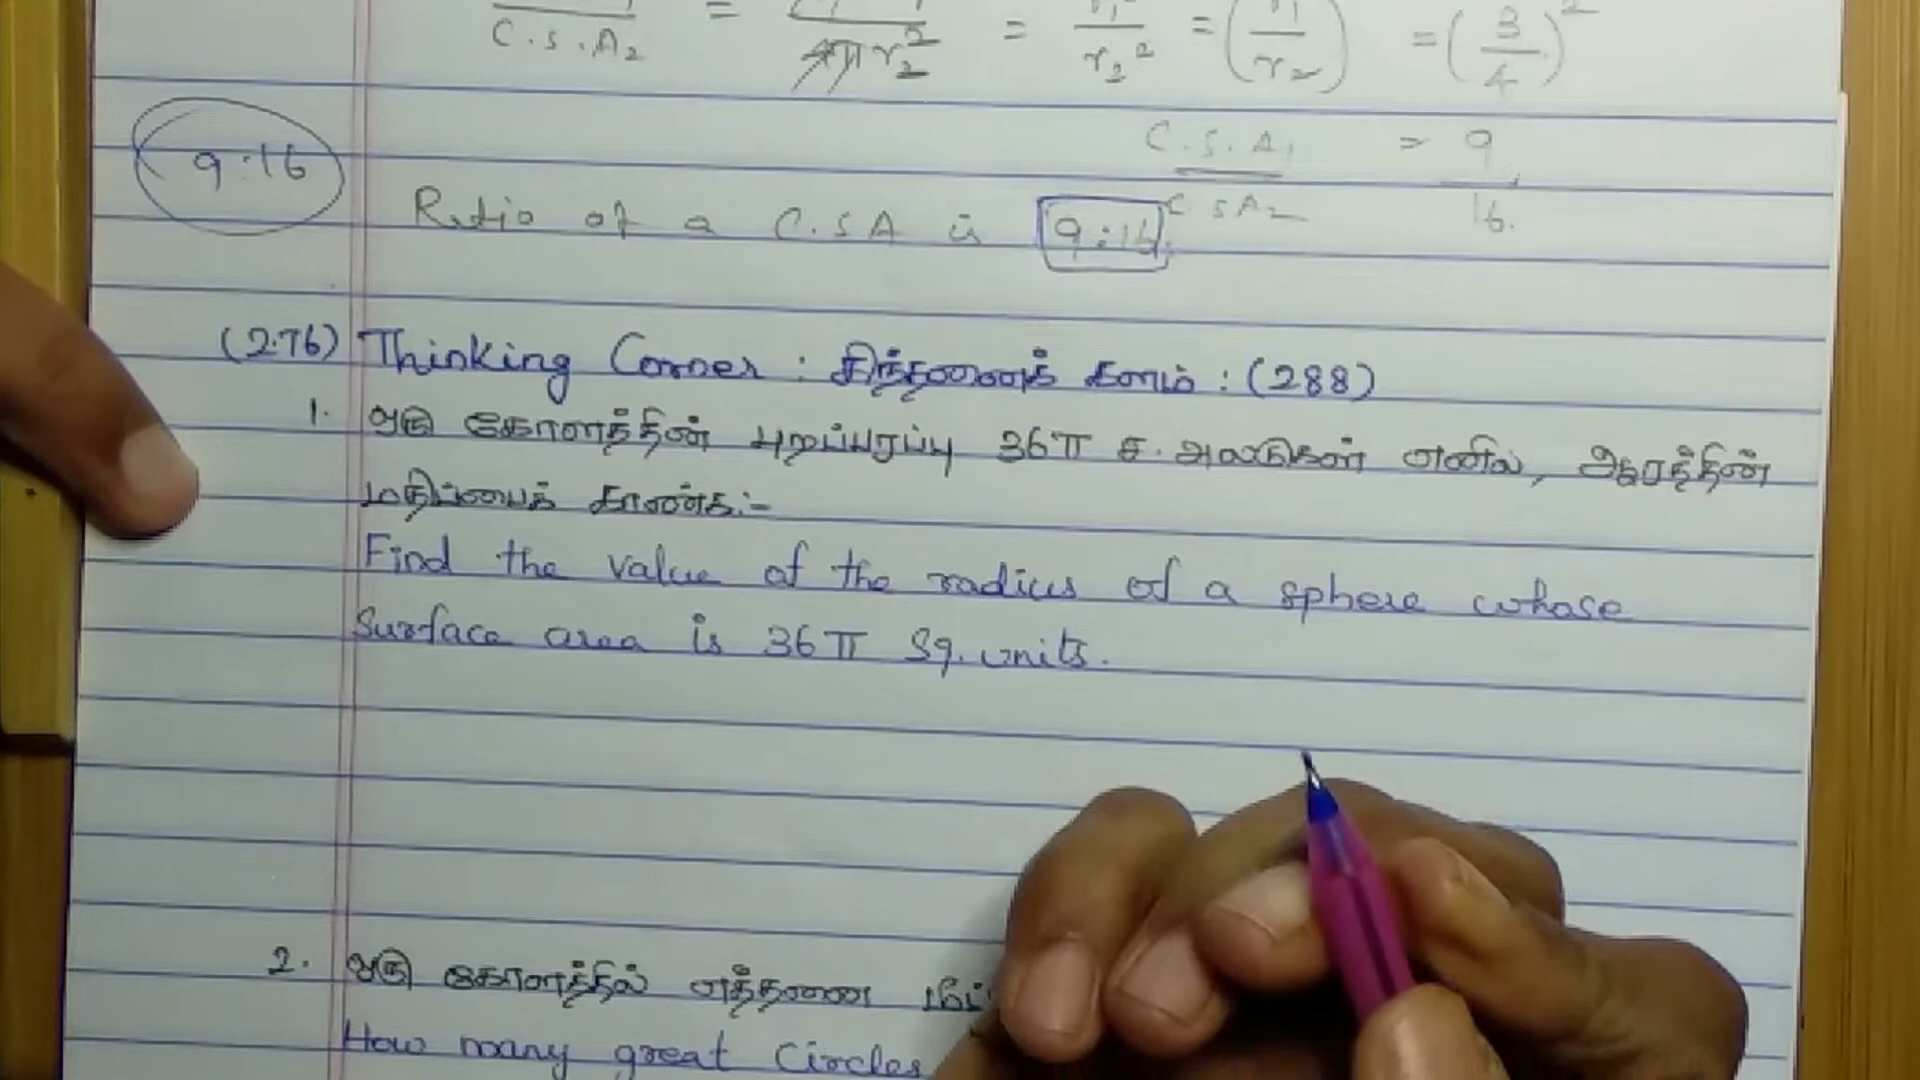 C.S.A₂ = r₂² = r₂² = (r₁/r₂) = (3/4)²
C.S.A₁ = 9
9:16
Ratio of a C.S.A is 9:16. CSA₂ 16.
(2.76) Thinking Corner : சிந்தனைக் களம் : (288)
1. ஒரு கோளத்தின் புறப்பரப்பு 36π ச. அலகுகள் எனில், ஆரத்தின்
மதிப்பைக் காண்க:-
Find the value of the radius of a sphere whose
Surface area is 36π Sq. units.
2. ஒரு கோளத்தில் எத்தனை மீப்
How many great Circles